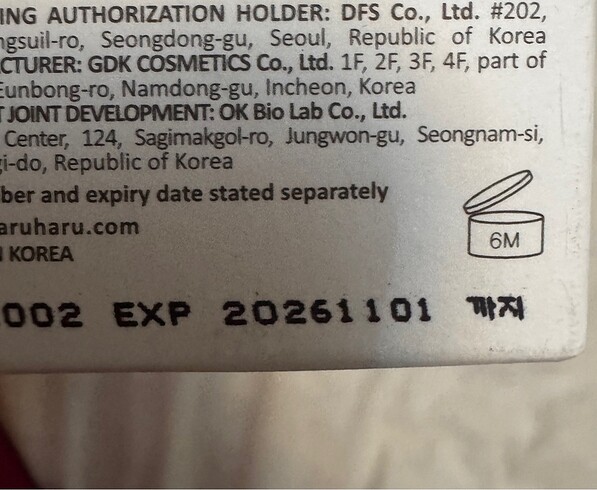 ING AUTHORIZATION HOLDER: DFS Co., Ltd. #202,
ngsuil-ro, Seongdong-gu, Seoul, Republic of Korea
CTURER: GDK COSMETICS Co., Ltd. 1F, 2F, 3F, 4F, part of
Eunbong-ro, Namdong-gu, Incheon, Korea
T JOINT DEVELOPMENT: OK Bio Lab Co., Ltd.
Center, 124, Sagimakgol-ro, Jungwon-gu, Seongnam-si,
gi-do, Republic of Korea
ber and expiry date stated separately
aruharu.com
KOREA
6M
002 EXP 20261101 까지